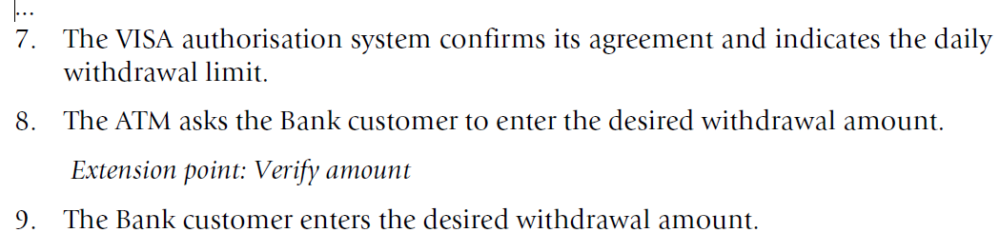 ...
7. The VISA authorisation system confirms its agreement and indicates the daily
withdrawal limit.
8. The ATM asks the Bank customer to enter the desired withdrawal amount.
Extension point: Verify amount
9. The Bank customer enters the desired withdrawal amount.